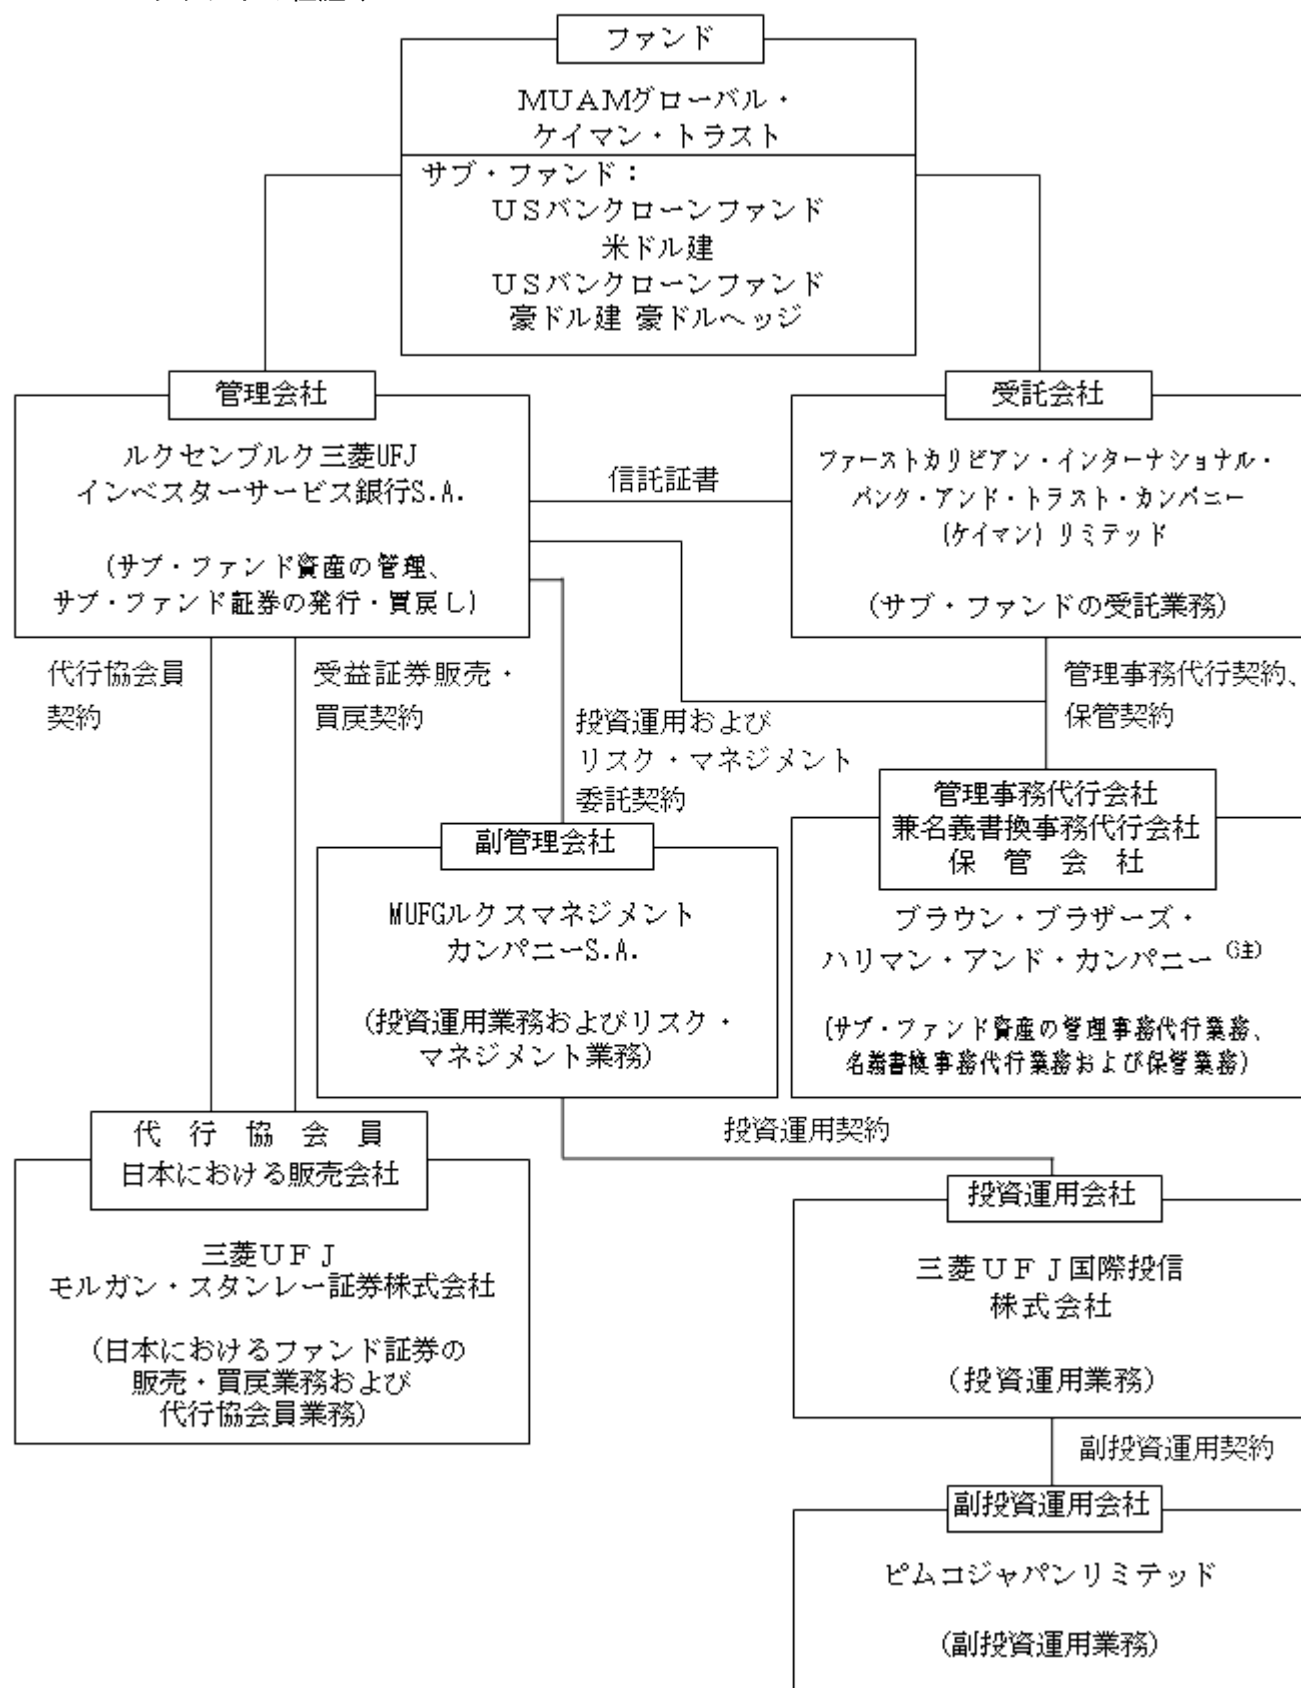 ファンド
ＭＵＡＭグローバル・
ケイマン・トラスト
サブ・ファンド：
ＵＳバンクローンファンド
米ドル建
ＵＳバンクローンファンド
豪ドル建 豪ドルヘッジ
管理会社
ルクセンブルク三菱UFJ
インベスターサービス銀行S.A.
(サブ・ファンド資産の管理、
サブ・ファンド証券の発行・買戻し)
信託証書
受託会社
ファーストカリビアン・インターナショナル・
バンク・アンド・トラスト・カンパニー
(ケイマン) リミテッド
(サブ・ファンドの受託業務)
代行協会員
契約
受益証券販売・
買戻契約
投資運用および
リスク・マネジメント
委託契約
管理事務代行契約、
保管契約
副管理会社
MUFGルクスマネジメント
カンパニーS.A.
(投資運用業務およびリスク・
マネジメント業務)
管理事務代行会社
兼名義書換事務代行会社
保　管　会　社
ブラウン・ブラザーズ・
ハリマン・アンド・カンパニー (注)
(サブ・ファンド資産の管理事務代行業務、
名義書換事務代行業務および保管業務)
投資運用契約
代　行　協　会　員
日本における販売会社
三菱ＵＦＪ
モルガン・スタンレー証券株式会社
(日本におけるファンド証券の
販売・買戻業務および
代行協会員業務)
投資運用会社
三菱ＵＦＪ国際投信
株式会社
(投資運用業務)
副投資運用契約
副投資運用会社
ピムコジャパンリミテッド
(副投資運用業務)